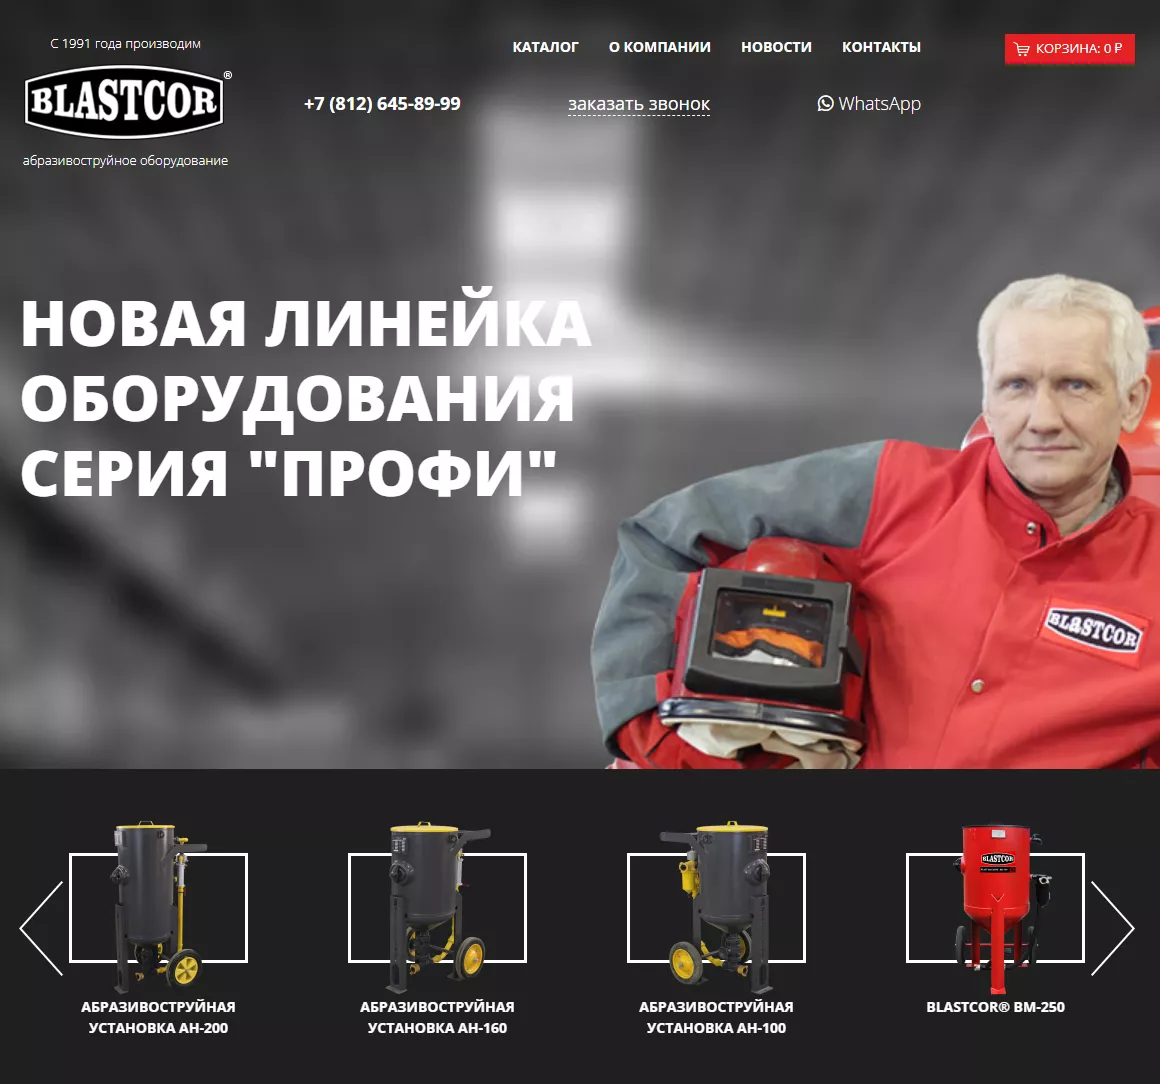 С 1991 года производим
BLASTCOR®
абразивоструйное оборудование
КАТАЛОГ
О КОМПАНИИ
НОВОСТИ
КОНТАКТЫ
КОРЗИНА: 0 ₽
+7 (812) 645-89-99
заказать звонок
WhatsApp
НОВАЯ ЛИНЕЙКА
ОБОРУДОВАНИЯ
СЕРИЯ "ПРОФИ"
BLaSTCOR
BLASTCOR
АБРАЗИВОСТРУЙНАЯ
УСТАНОВКА АН-200
АБРАЗИВОСТРУЙНАЯ
УСТАНОВКА АН-160
АБРАЗИВОСТРУЙНАЯ
УСТАНОВКА АН-100
BLASTCOR® ВМ-250